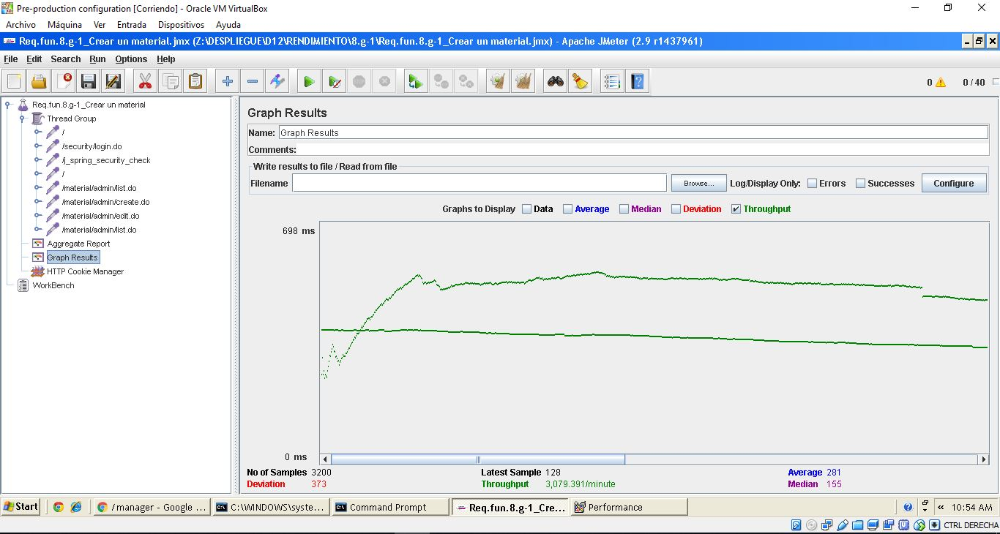 Pre-production configuration [Corriendo] - Oracle VM VirtualBox
Archivo Máquina Ver Entrada Dispositivos Ayuda
Req.fun.8.g-1_Crear un material.jmx (Z:\DESPLIEGUE\D12\RENDIMIENTO\8.g-1\Req.fun.8.g-1_Crear un material.jmx) - Apache JMeter (2.9 r1437961)
File Edit Search Run Options Help
0 0 / 40
Req.fun.8.g-1_Crear un material
Thread Group
/
/security/login.do
/j_spring_security_check
/
/material/admin/list.do
/material/admin/create.do
/material/admin/edit.do
/material/admin/list.do
Aggregate Report
Graph Results
HTTP Cookie Manager
WorkBench
Graph Results
Name: Graph Results
Comments:
Write results to file / Read from file
Filename Browse... Log/Display Only: Errors Successes Configure
Graphs to Display Data Average Median Deviation Throughput
698 ms
0 ms
No of Samples 3200 Latest Sample 128 Average 281
Deviation 373 Throughput 3,079.391/minute Median 155
Start /manager - Google ... C:\WINDOWS\syste... Command Prompt Req.fun.8.g-1_Cre... Performance « 10:54 AM
CTRL DERECHA